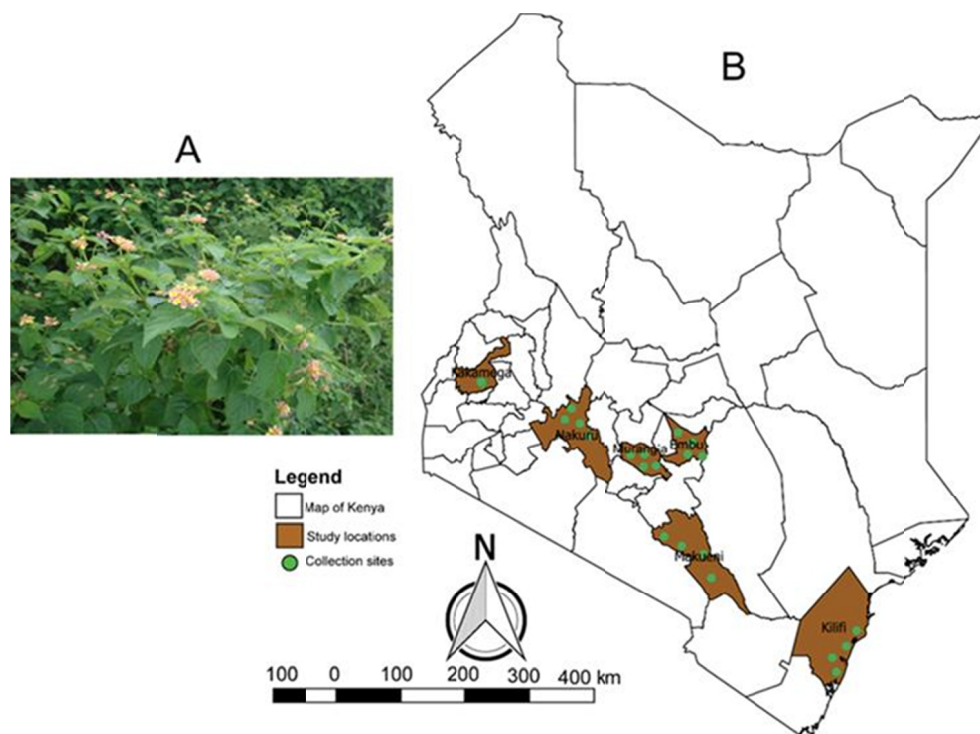 A
B
Kakamega
Nakuru
Murang'a
Embu
Makueni
Kilifi
Legend
Map of Kenya
Study locations
Collection sites
N
100 0 100 200 300 400 km